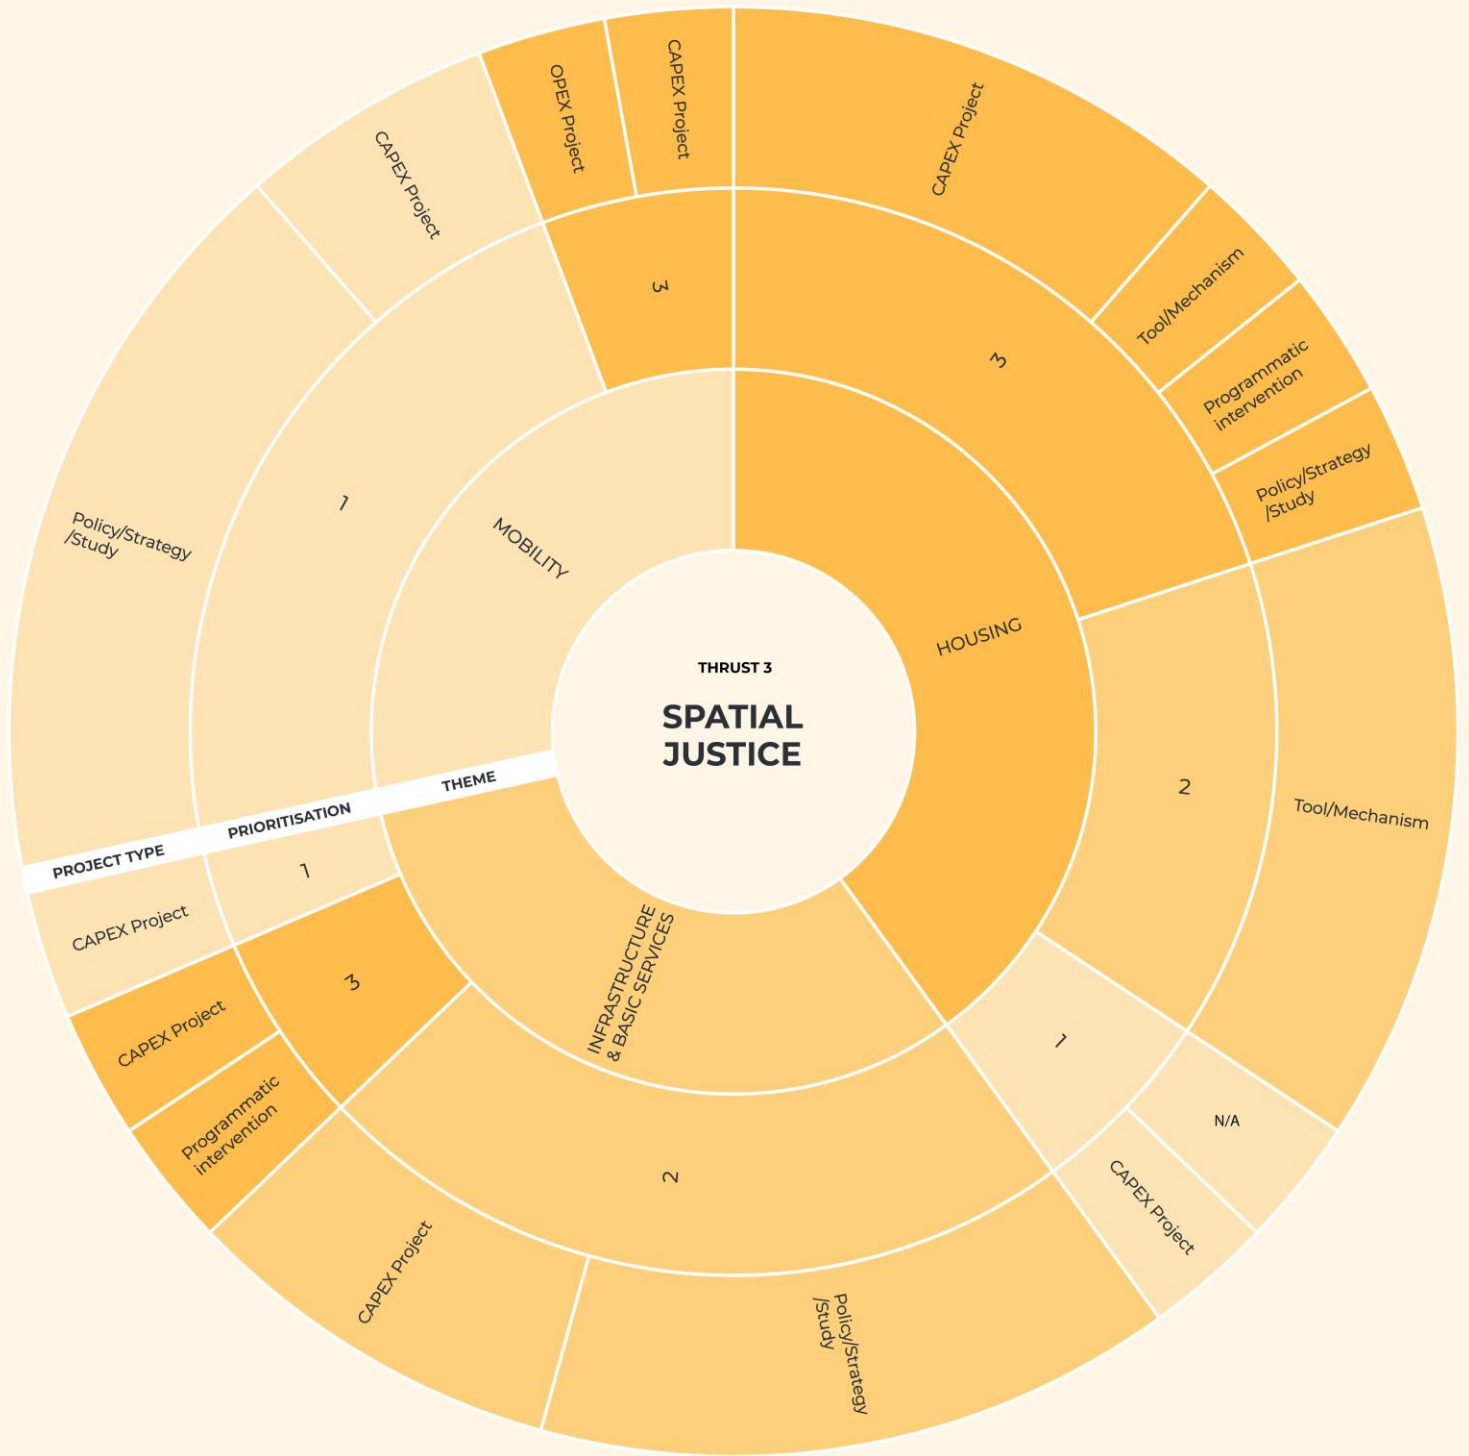 THRUST 3
SPATIAL
JUSTICE
THEME
PRIORITISATION
PROJECT TYPE
HOUSING
3
CAPEX Project
Tool/Mechanism
Programmatic
intervention
Policy/Strategy
/Study
2
Tool/Mechanism
1
N/A
CAPEX Project
INFRASTRUCTURE
& BASIC SERVICES
2
Policy/Strategy
/Study
CAPEX Project
3
Programmatic
intervention
CAPEX Project
1
CAPEX Project
MOBILITY
1
Policy/Strategy
/Study
CAPEX Project
3
OPEX Project
CAPEX Project